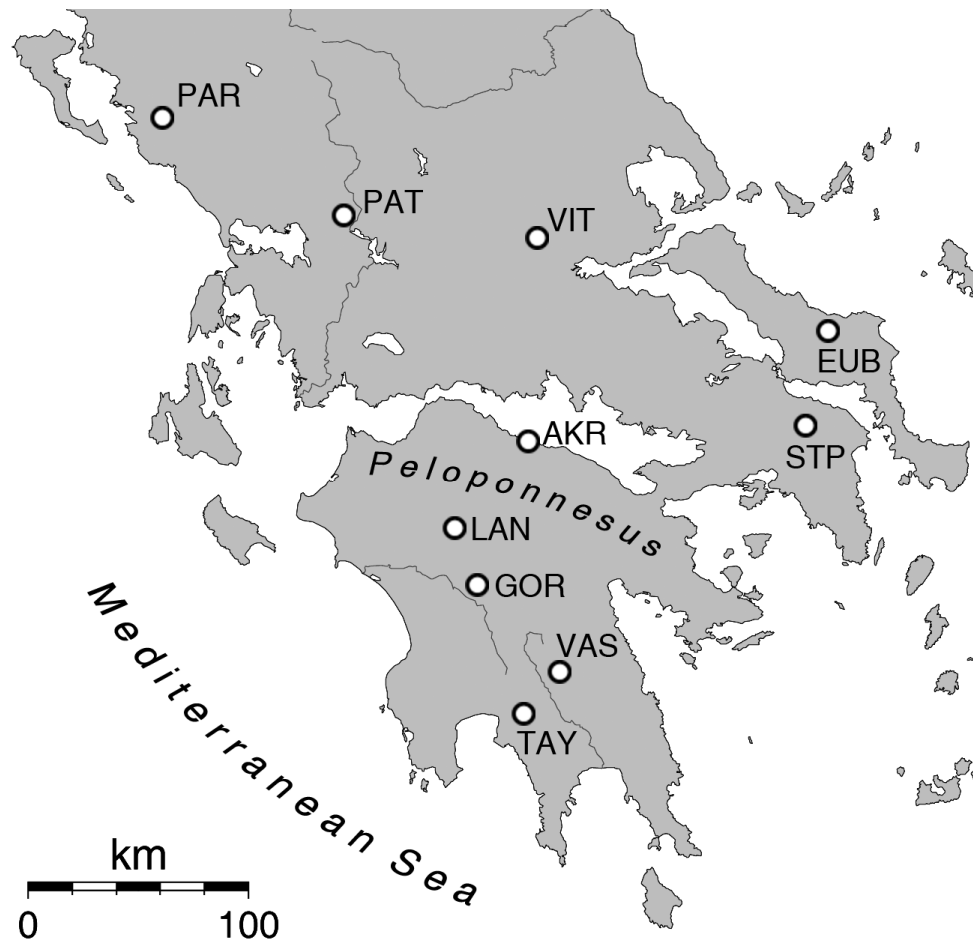 PAR
PAT
VIT
EUB
AKR
STP
Peloponnesus
LAN
GOR
VAS
TAY
Mediterranean Sea
km
0 100